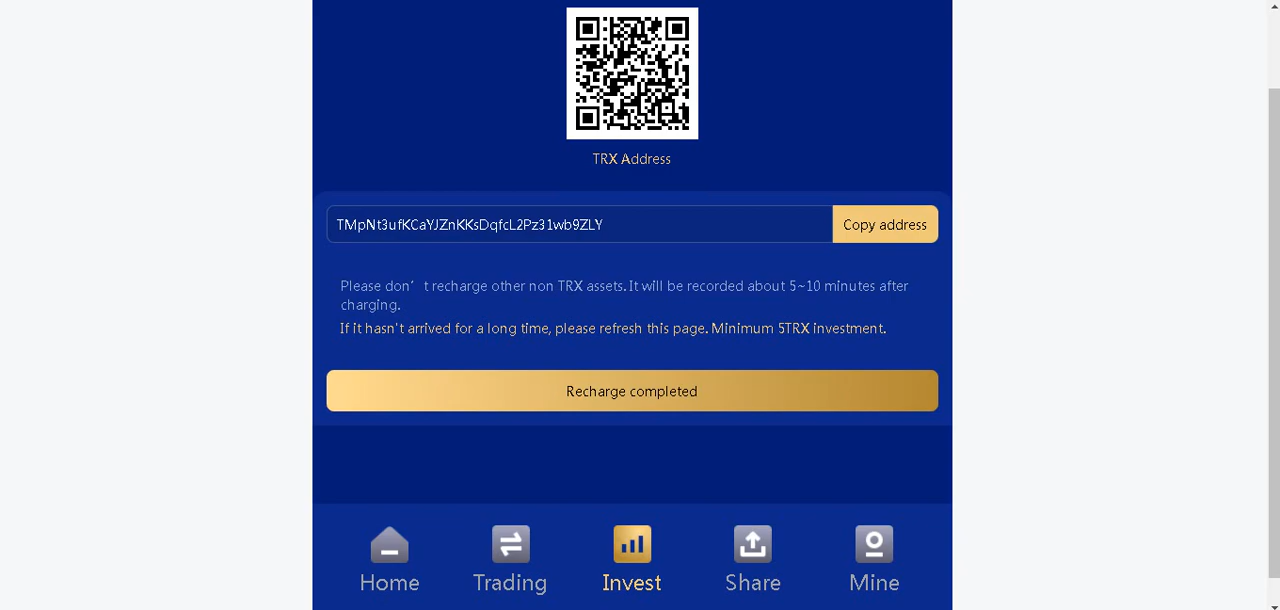 TRX Address
TMpNt3ufKCaYJZnKKsDqfcL2Pz31wb9ZLY
Copy address
Please don’t recharge other non TRX assets. It will be recorded about 5~10 minutes after
charging.
If it hasn't arrived for a long time, please refresh this page. Minimum 5TRX investment.
Recharge completed
Home
Trading
Invest
Share
Mine